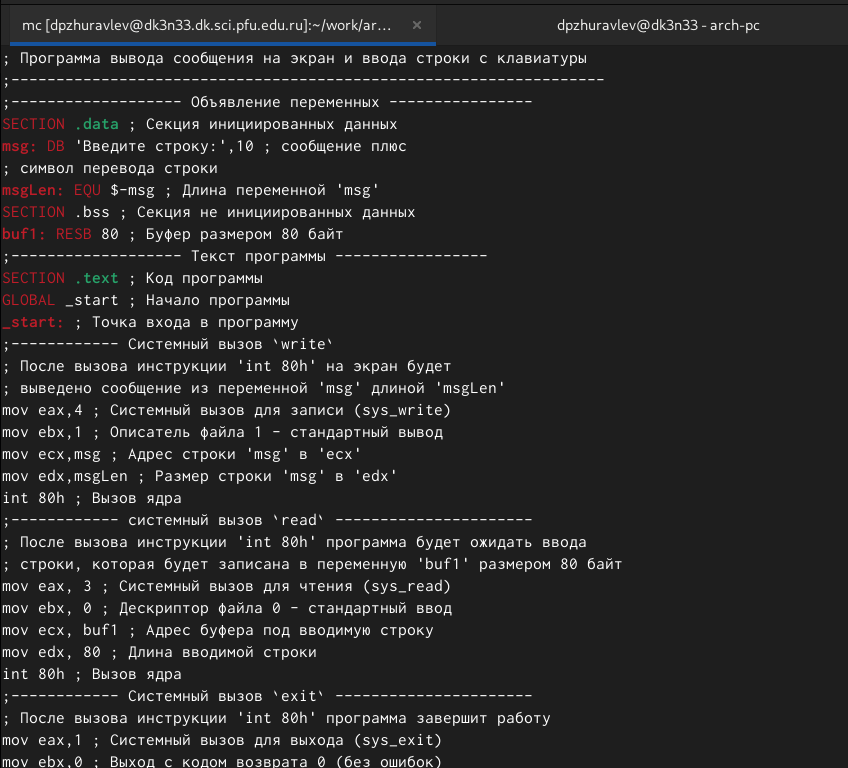 mc [dpzhuravlev@dk3n33.dk.sci.pfu.edu.ru]:~/work/ar... ×
dpzhuravlev@dk3n33 - arch-pc
; Программа вывода сообщения на экран и ввода строки с клавиатуры
;------------------------------------------------------------------
;------------------- Объявление переменных ----------------
SECTION .data ; Секция инициированных данных
msg: DB 'Введите строку:',10 ; сообщение плюс
; символ перевода строки
msgLen: EQU $-msg ; Длина переменной 'msg'
SECTION .bss ; Секция не инициированных данных
buf1: RESB 80 ; Буфер размером 80 байт
;------------------- Текст программы -----------------
SECTION .text ; Код программы
GLOBAL _start ; Начало программы
_start: ; Точка входа в программу
;------------ Системный вызов `write`
; После вызова инструкции 'int 80h' на экран будет
; выведено сообщение из переменной 'msg' длиной 'msgLen'
mov eax,4 ; Системный вызов для записи (sys_write)
mov ebx,1 ; Описатель файла 1 - стандартный вывод
mov ecx,msg ; Адрес строки 'msg' в 'ecx'
mov edx,msgLen ; Размер строки 'msg' в 'edx'
int 80h ; Вызов ядра
;------------ системный вызов `read` ----------------------
; После вызова инструкции 'int 80h' программа будет ожидать ввода
; строки, которая будет записана в переменную 'buf1' размером 80 байт
mov eax, 3 ; Системный вызов для чтения (sys_read)
mov ebx, 0 ; Дескриптор файла 0 - стандартный ввод
mov ecx, buf1 ; Адрес буфера под вводимую строку
mov edx, 80 ; Длина вводимой строки
int 80h ; Вызов ядра
;------------ Системный вызов `exit` ----------------------
; После вызова инструкции 'int 80h' программа завершит работу
mov eax,1 ; Системный вызов для выхода (sys_exit)
mov ebx,0 ; Выход с кодом возврата 0 (без ошибок)